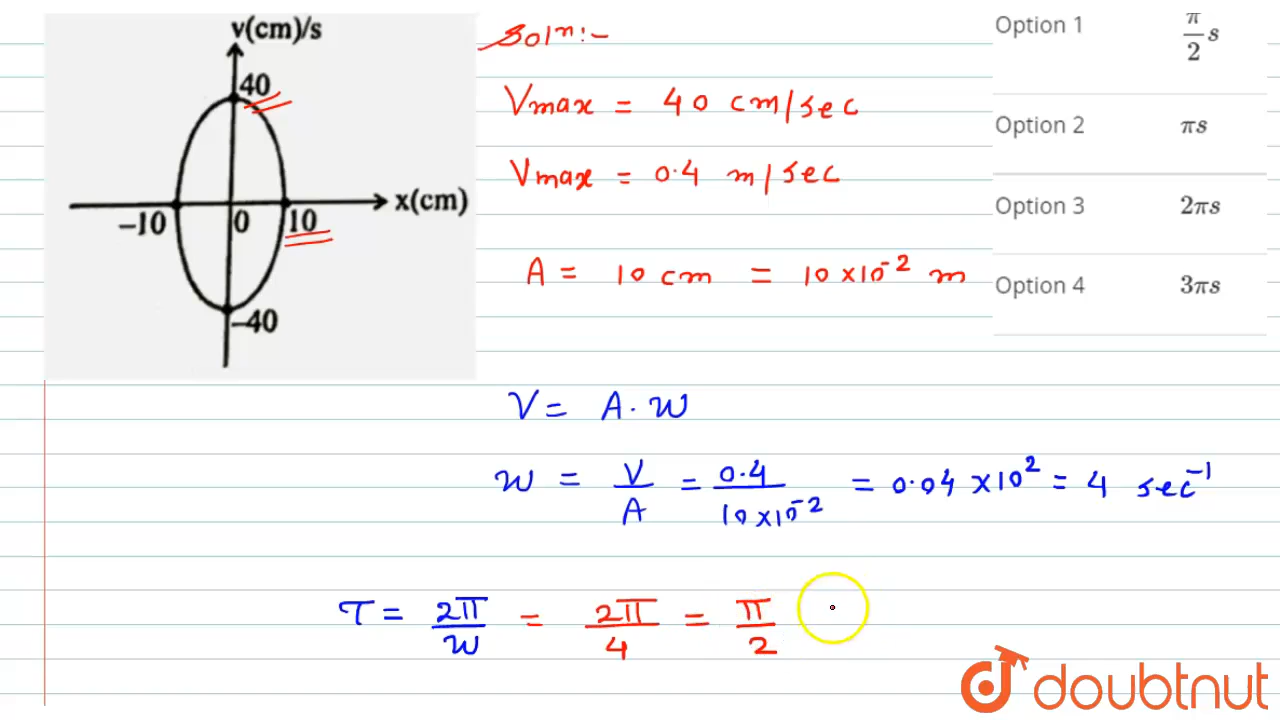 v(cm)/s
40
x(cm)
-10 0 10
-40
Soln:-
Vmax = 40 cm/sec
Vmax = 0.4 m/sec
A = 10 cm = 10×10⁻² m
Option 1 π/2 s
Option 2 πs
Option 3 2πs
Option 4 3πs
V = A. W
W = V/A = 0.4/10×10⁻² = 0.04 ×10² = 4 sec⁻¹
T = 2π/W = 2π/4 = π/2
doubtnut